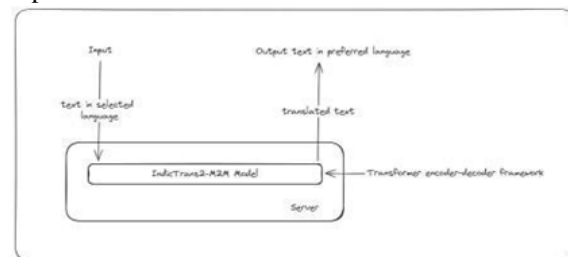 Input
Output text in preferred language
text in selected
language
translated text
IndicTrans2-M2M Model
Transformer encoder-decoder framework
Server